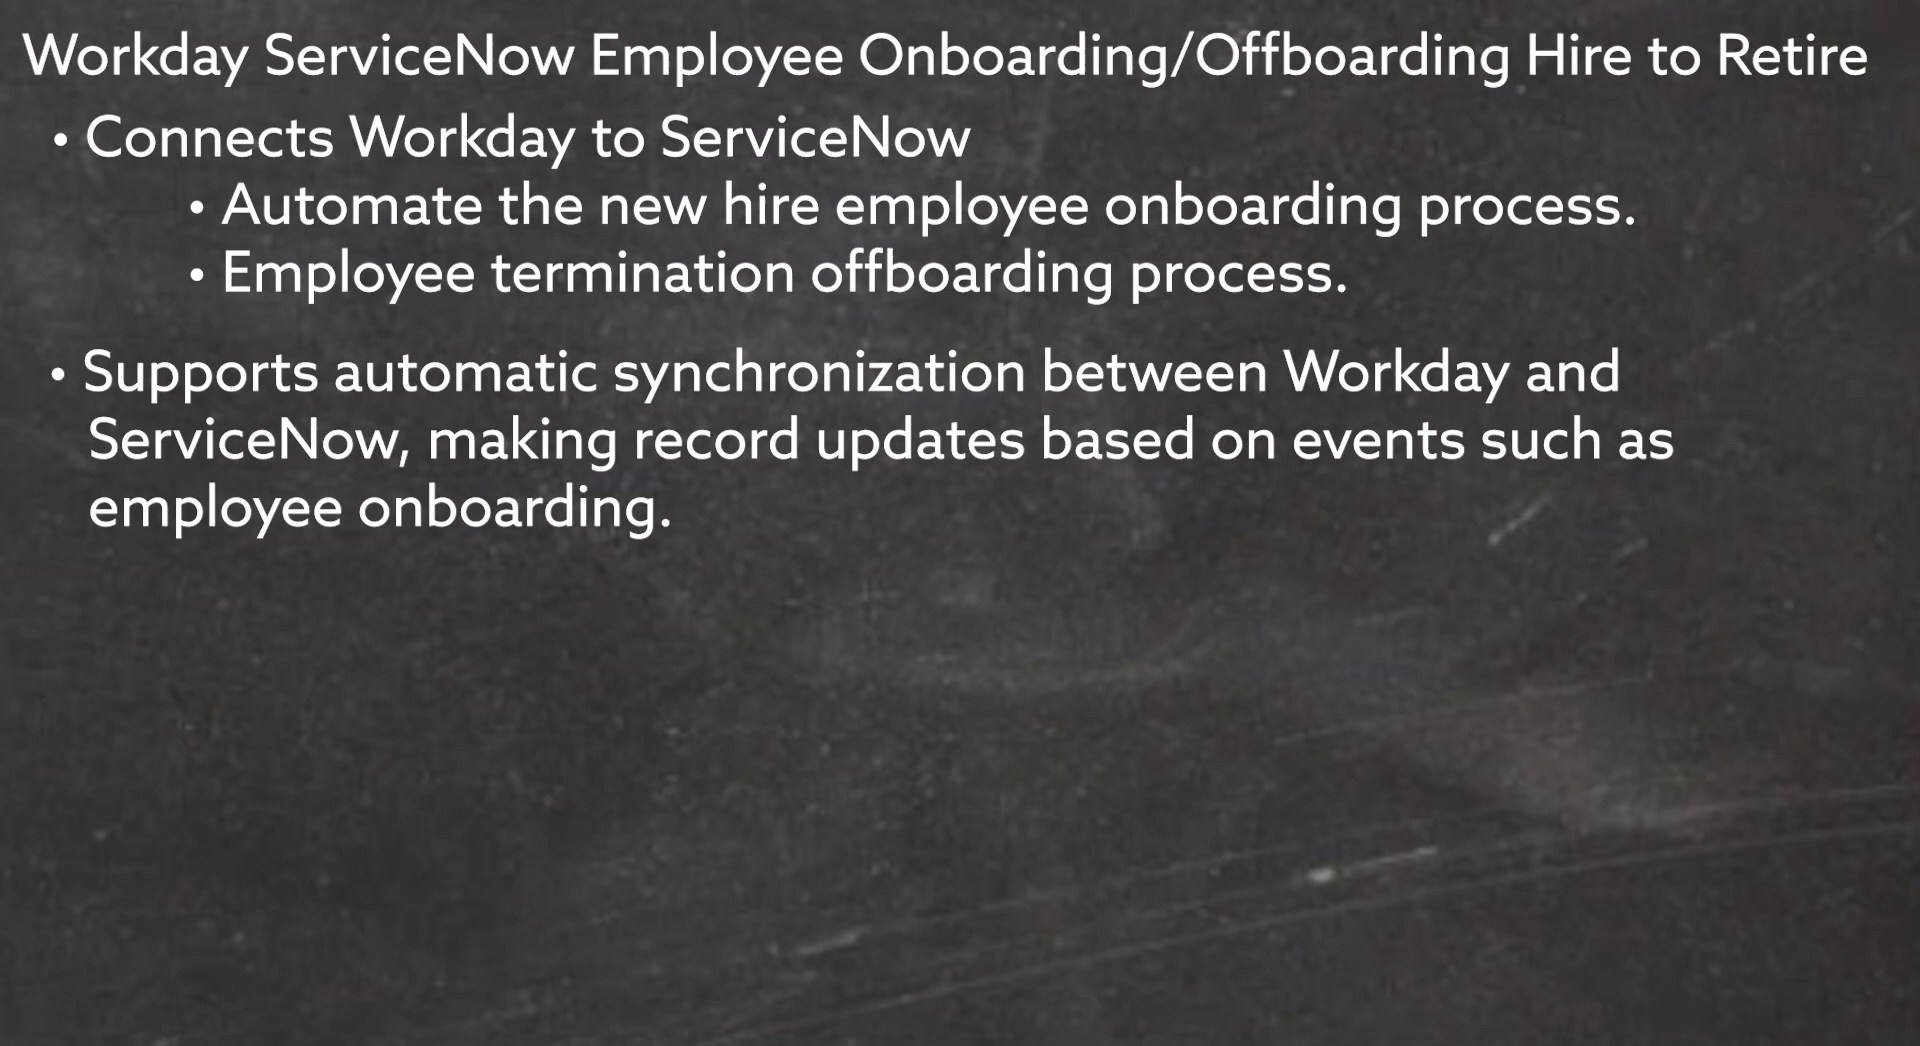 Workday ServiceNow Employee Onboarding/Offboarding Hire to Retire
• Connects Workday to ServiceNow
• Automate the new hire employee onboarding process.
• Employee termination offboarding process.
• Supports automatic synchronization between Workday and
ServiceNow, making record updates based on events such as
employee onboarding.